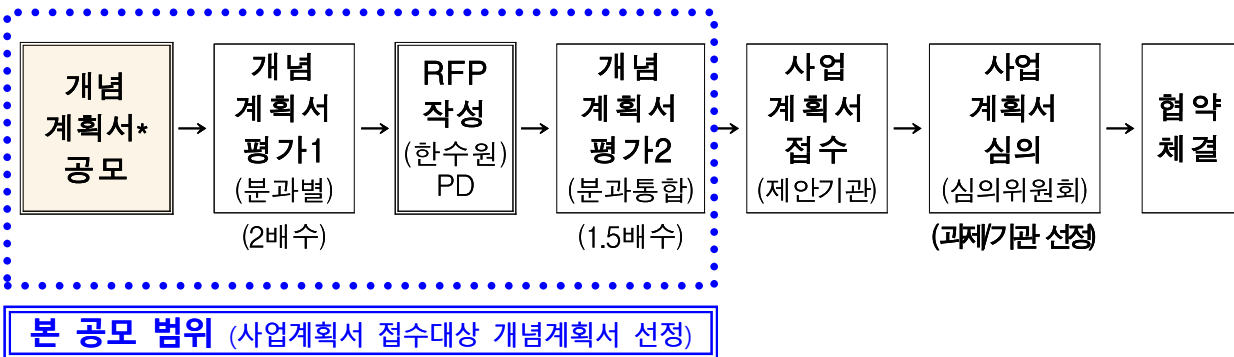 개념
계획서*
공모
개념
계획서
평가1
(분과별)
(2배수)
RFP
작성
(한수원)
PD
개념
계획서
평가2
(분과통합)
(1.5배수)
사업
계획서
접수
(제안기관)
사업
계획서
심의
(심의위원회)
(과제/기관 선정)
협약
체결
본 공모 범위 (사업계획서 접수대상 개념계획서 선정)